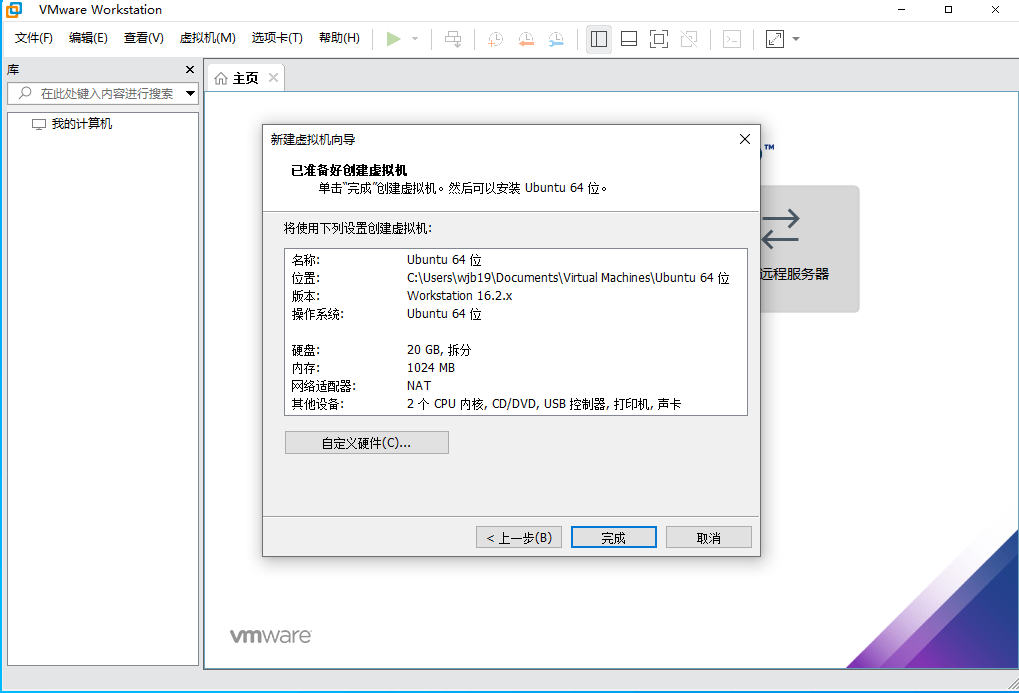 VMware Workstation
文件(F) 编辑(E) 查看(V) 虚拟机(M) 选项卡(T) 帮助(H)
库
在此处键入内容进行搜索
我的计算机
主页
新建虚拟机向导
已准备好创建虚拟机
单击“完成”创建虚拟机。然后可以安装 Ubuntu 64 位。
将使用下列设置创建虚拟机:
名称: Ubuntu 64 位
位置: C:\Users\wjb19\Documents\Virtual Machines\Ubuntu 64 位
版本: Workstation 16.2.x
操作系统: Ubuntu 64 位
硬盘: 20 GB, 拆分
内存: 1024 MB
网络适配器: NAT
其他设备: 2 个 CPU 内核, CD/DVD, USB 控制器, 打印机, 声卡
自定义硬件(C)...
< 上一步(B) 完成 取消
™
远程服务器
vmware